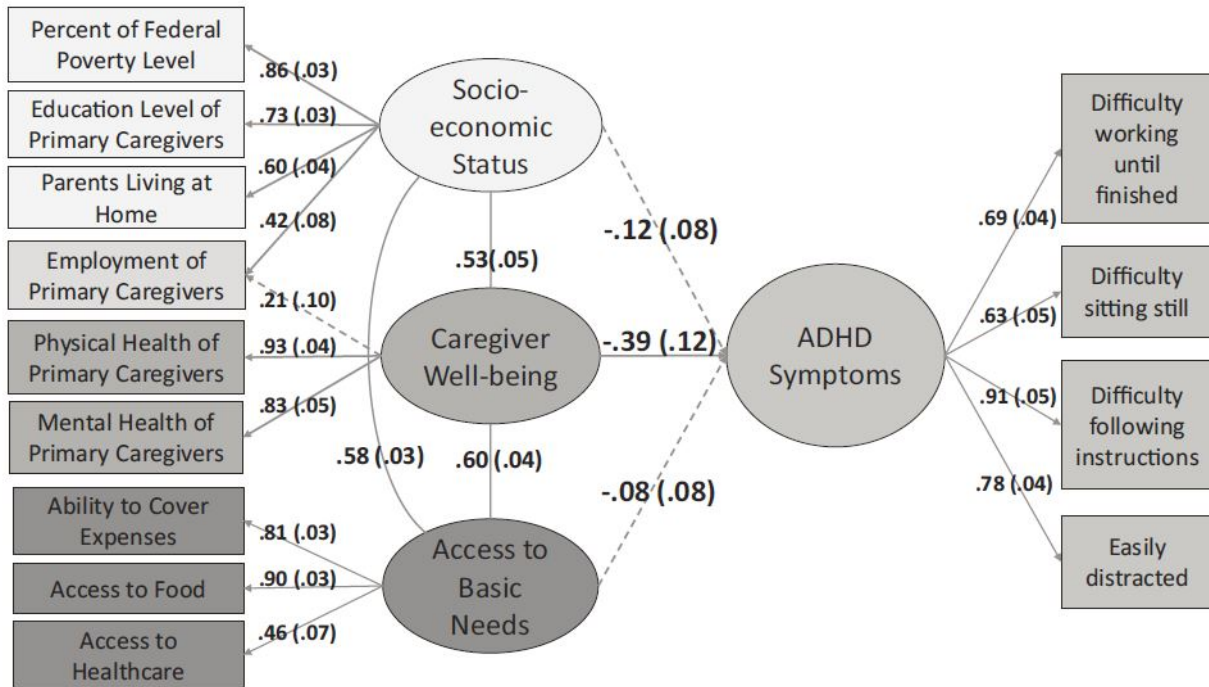 Percent of Federal
Poverty Level
Education Level of
Primary Caregivers
Parents Living at
Home
Employment of
Primary Caregivers
Physical Health of
Primary Caregivers
Mental Health of
Primary Caregivers
Ability to Cover
Expenses
Access to Food
Access to
Healthcare
.86 (.03)
.73 (.03)
.60 (.04)
.42 (.08)
.21 (.10)
.93 (.04)
.83 (.05)
.81 (.03)
.90 (.03)
.46 (.07)
Socio-
economic
Status
.53(.05)
Caregiver
Well-being
.58 (.03)
.60 (.04)
Access to
Basic
Needs
-.12 (.08)
-.39 (.12)
-.08 (.08)
ADHD
Symptoms
.69 (.04)
.63 (.05)
.91 (.05)
.78 (.04)
Difficulty
working
until
finished
Difficulty
sitting still
Difficulty
following
instructions
Easily
distracted